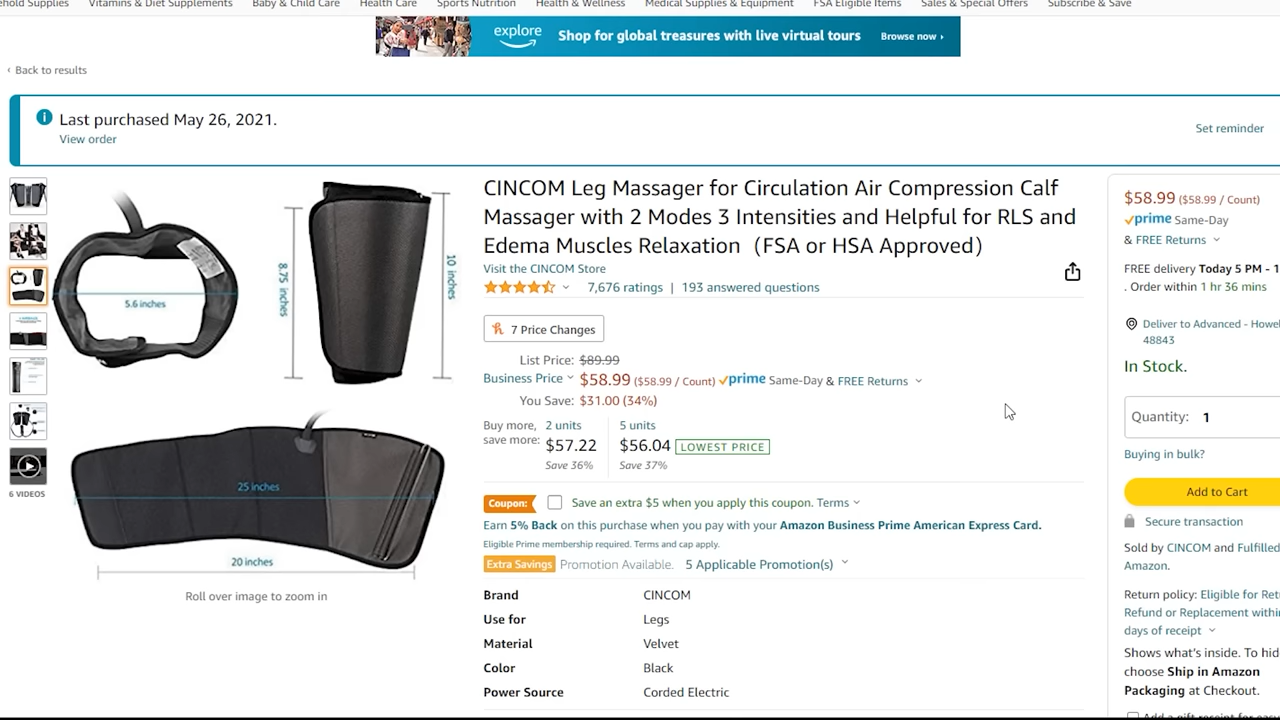 Vitamins & Dietary Supplements Baby & Child Care Health Care Sports Nutrition Health & Wellness Medical Supplies & Equipment FSA Eligible Items Sales & Special Offers Subscribe & Save
explore Shop for global treasures with live virtual tours Browse now ›
‹ Back to results
Last purchased May 26, 2021.
View order
Set reminder
5.6 inches
8.75 inches
10 inches
25 inches
20 inches
6 VIDEOS
Roll over image to zoom in
CINCOM Leg Massager for Circulation Air Compression Calf
Massager with 2 Modes 3 Intensities and Helpful for RLS and
Edema Muscles Relaxation （FSA or HSA Approved）
Visit the CINCOM Store
7,676 ratings | 193 answered questions
7 Price Changes
List Price: $89.99
Business Price $58.99 ($58.99 / Count) prime Same-Day & FREE Returns
You Save: $31.00 (34%)
Buy more, save more:
2 units
$57.22
Save 36%
5 units
$56.04 LOWEST PRICE
Save 37%
Coupon: Save an extra $5 when you apply this coupon. Terms
Earn 5% Back on this purchase when you pay with your Amazon Business Prime American Express Card.
Eligible Prime membership required. Terms and cap apply.
Extra Savings Promotion Available. 5 Applicable Promotion(s)
Brand CINCOM
Use for Legs
Material Velvet
Color Black
Power Source Corded Electric
$58.99 ($58.99 / Count)
prime Same-Day
& FREE Returns
FREE delivery Today 5 PM - 1
. Order within 1 hr 36 mins
Deliver to Advanced - Howe
48843
In Stock.
Quantity: 1
Buying in bulk?
Add to Cart
Secure transaction
Sold by CINCOM and Fulfilled
Amazon.
Return policy: Eligible for Ret
Refund or Replacement within
days of receipt
Shows what's inside. To hid
choose Ship in Amazon
Packaging at Checkout.